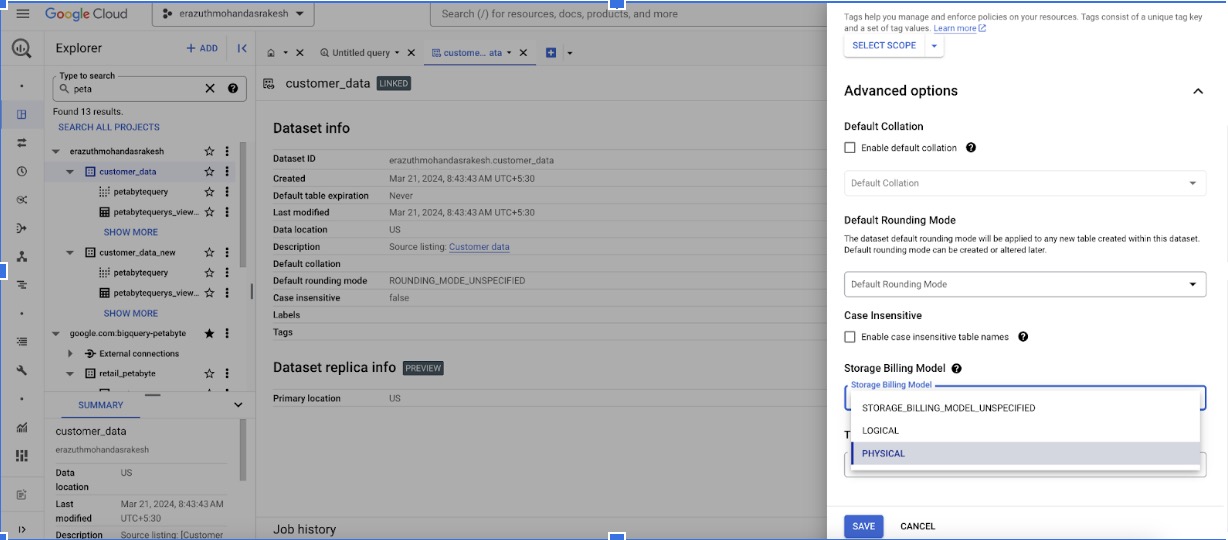 Google Cloud
erazuthmohandasrakesh
Search (/) for resources, docs, products, and more
Explorer
+ ADD
Type to search
peta
Found 13 results.
SEARCH ALL PROJECTS
erazuthmohandasrakesh
customer_data
petabytequery
petabytequerys_view...
SHOW MORE
customer_data_new
petabytequery
petabytequerys_view...
SHOW MORE
google.com:bigquery-petabyte
External connections
retail_petabyte
SUMMARY
customer_data
erazuthmohandasrakesh
Data location US
Last modified Mar 21, 2024, 8:43:43 AM UTC+5:30
Description Source listing: [Customer
Untitled query
custome... ata
customer_data LINKED
Dataset info
Dataset ID erazuthmohandasrakesh.customer_data
Created Mar 21, 2024, 8:43:43 AM UTC+5:30
Default table expiration Never
Last modified Mar 21, 2024, 8:43:43 AM UTC+5:30
Data location US
Description Source listing: Customer data
Default collation
Default rounding mode ROUNDING_MODE_UNSPECIFIED
Case insensitive false
Labels
Tags
Dataset replica info PREVIEW
Primary location US
Job history
Tags help you manage and enforce policies on your resources. Tags consist of a unique tag key
and a set of tag values. Learn more
SELECT SCOPE
Advanced options
Default Collation
Enable default collation
Default Collation
Default Rounding Mode
The dataset default rounding mode will be applied to any new table created within this dataset.
Default rounding mode can be created or altered later.
Default Rounding Mode
Case Insensitive
Enable case insensitive table names
Storage Billing Model
Storage Billing Model
STORAGE_BILLING_MODEL_UNSPECIFIED
LOGICAL
PHYSICAL
SAVE
CANCEL